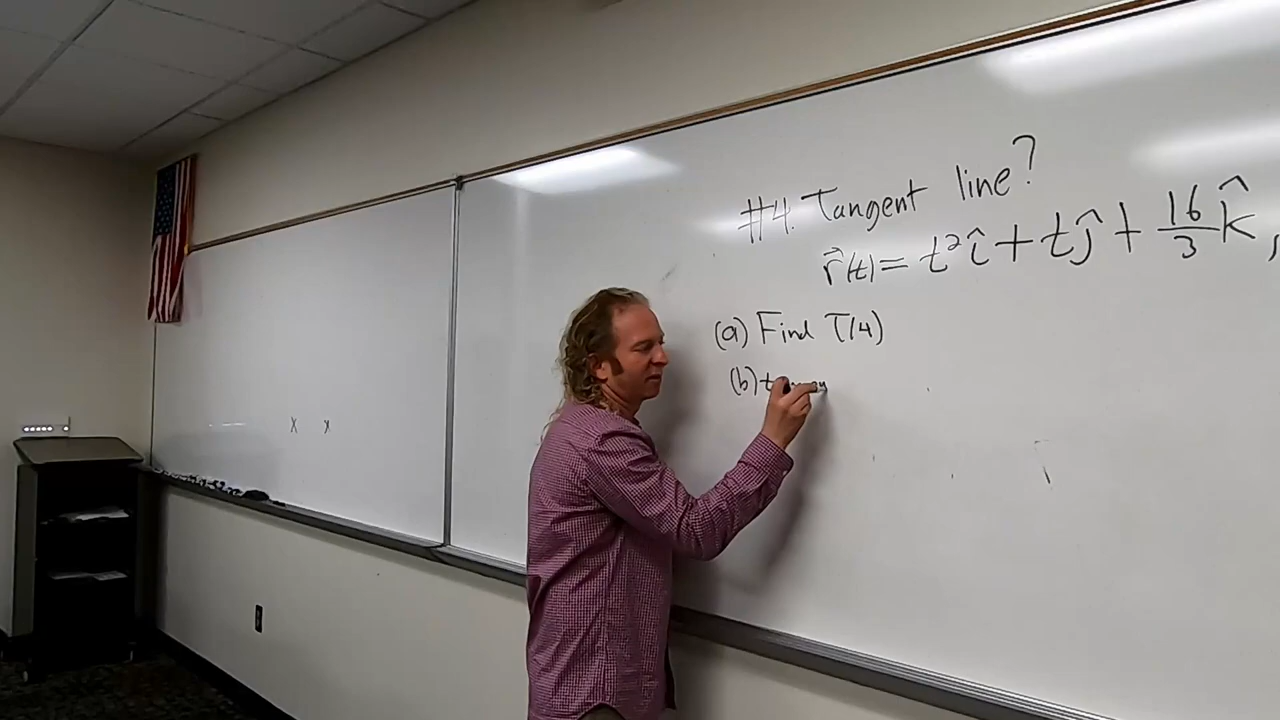 #4. Tangent line?
r⃗(t) = t²î + tĵ + 16/3 k̂,
(a) Find T(4)
(b)
x x